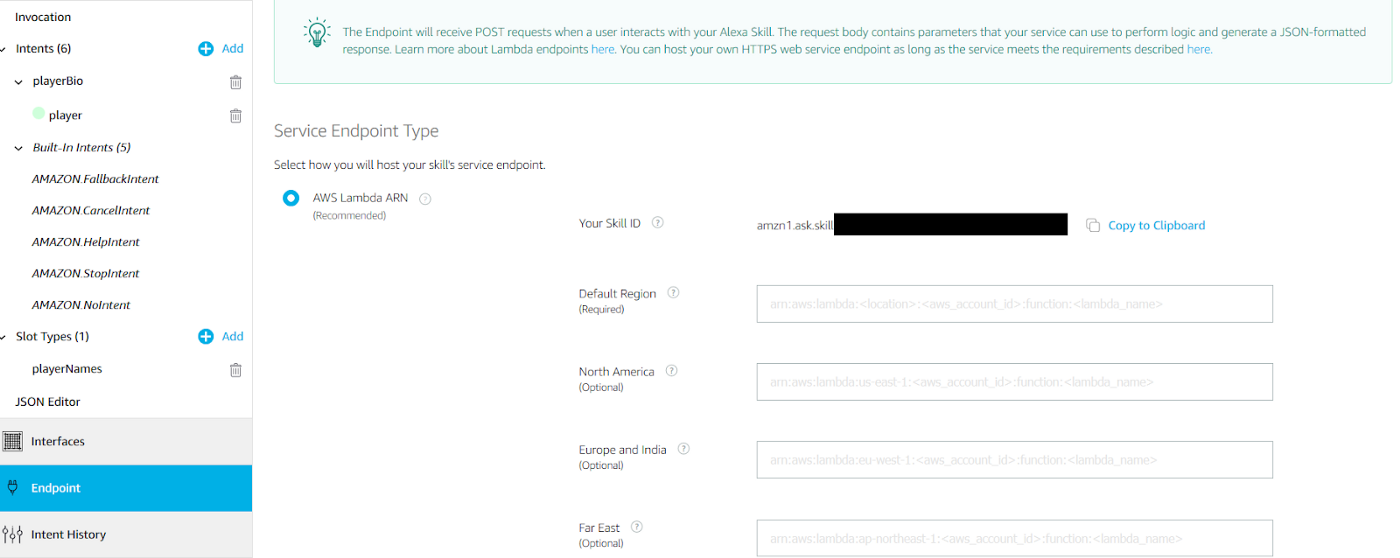 Invocation
Intents (6)
Add
playerBio
player
Built-In Intents (5)
AMAZON.FallbackIntent
AMAZON.CancelIntent
AMAZON.HelpIntent
AMAZON.StopIntent
AMAZON.NoIntent
Slot Types (1)
Add
playerNames
JSON Editor
Interfaces
Endpoint
Intent History
The Endpoint will receive POST requests when a user interacts with your Alexa Skill. The request body contains parameters that your service can use to perform logic and generate a JSON-formatted
response. Learn more about Lambda endpoints here. You can host your own HTTPS web service endpoint as long as the service meets the requirements described here.
Service Endpoint Type
Select how you will host your skill's service endpoint.
AWS Lambda ARN ?
(Recommended)
Your Skill ID ?
amzn1.ask.skill
Copy to Clipboard
Default Region ?
(Required)
arn:aws:lambda:<location>:<aws_account_id>:function:<lambda_name>
North America ?
(Optional)
arn:aws:lambda:us-east-1:<aws_account_id>:function:<lambda_name>
Europe and India ?
(Optional)
arn:aws:lambda:eu-west-1:<aws_account_id>:function:<lambda_name>
Far East ?
(Optional)
arn:aws:lambda:ap-northeast-1:<aws_account_id>:function:<lambda_name>